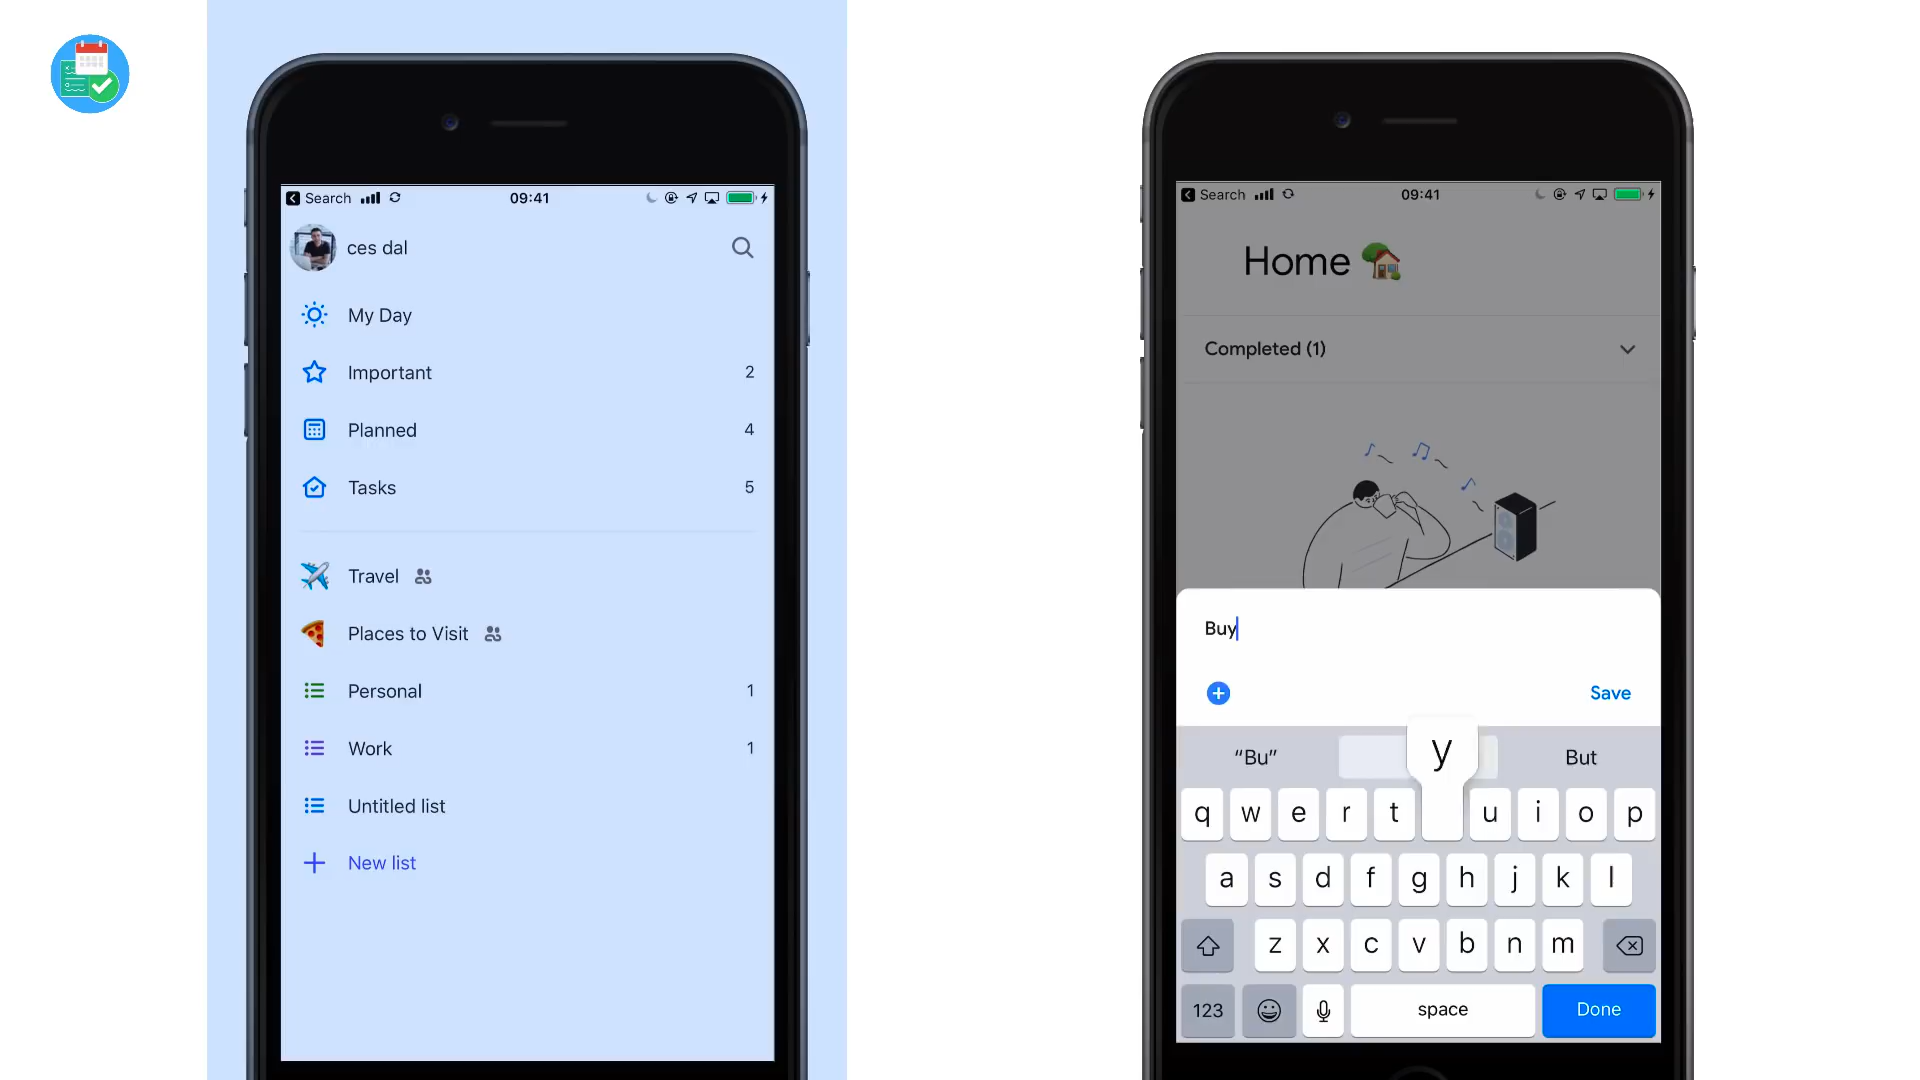 Search 09:41
ces dal
My Day
Important 2
Planned 4
Tasks 5
Travel
Places to Visit
Personal 1
Work 1
Untitled list
New list
Search 09:41
Home
Completed (1)
Buy
Save
“Bu” But
y
q w e r t u i o p
a s d f g h j k l
z x c v b n m
123 space Done